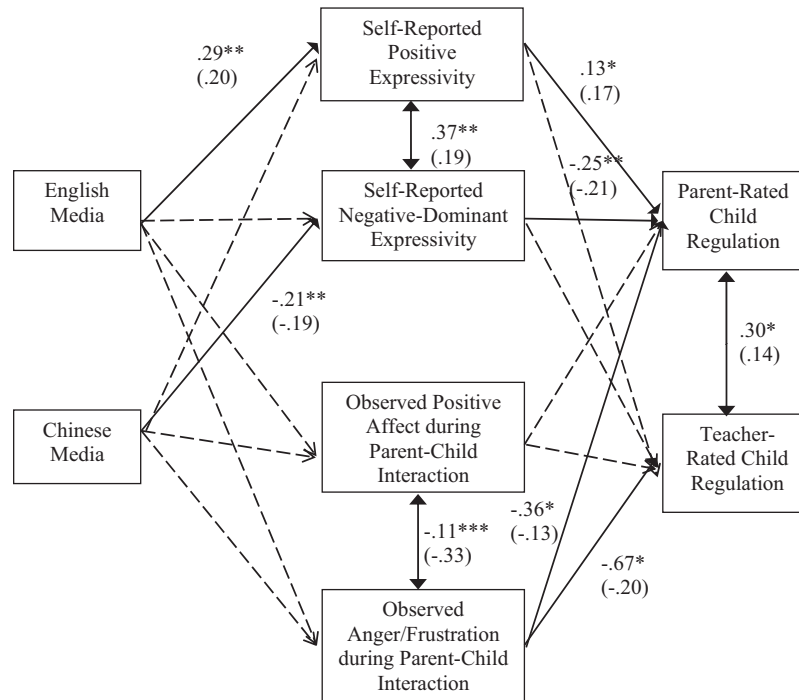 Self-Reported
Positive
Expressivity
.29**
(.20)
.13*
(.17)
.37**
(.19)
-.25**
(-.21)
English
Media
Self-Reported
Negative-Dominant
Expressivity
Parent-Rated
Child
Regulation
-.21**
(-.19)
.30*
(.14)
Chinese
Media
Observed Positive
Affect during
Parent-Child
Interaction
Teacher-
Rated Child
Regulation
-.11***
(-.33)
-.36*
(-.13)
-.67*
(-.20)
Observed
Anger/Frustration
during Parent-Child
Interaction